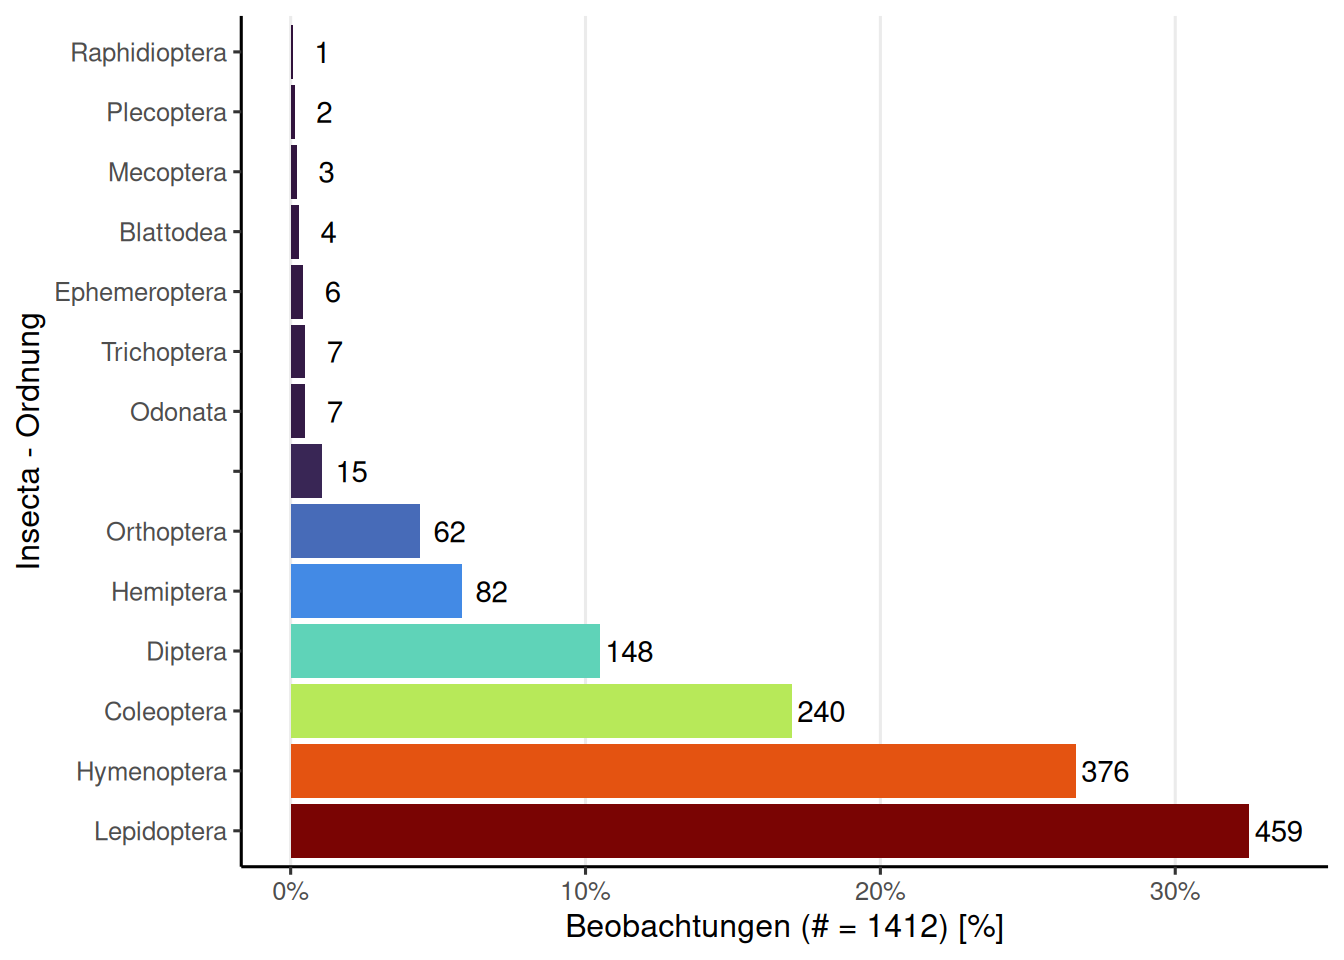 Insecta - Ordnung
Raphidioptera 1
Plecoptera 2
Mecoptera 3
Blattodea 4
Ephemeroptera 6
Trichoptera 7
Odonata 7
15
Orthoptera 62
Hemiptera 82
Diptera 148
Coleoptera 240
Hymenoptera 376
Lepidoptera 459
0% 10% 20% 30%
Beobachtungen (# = 1412) [%]